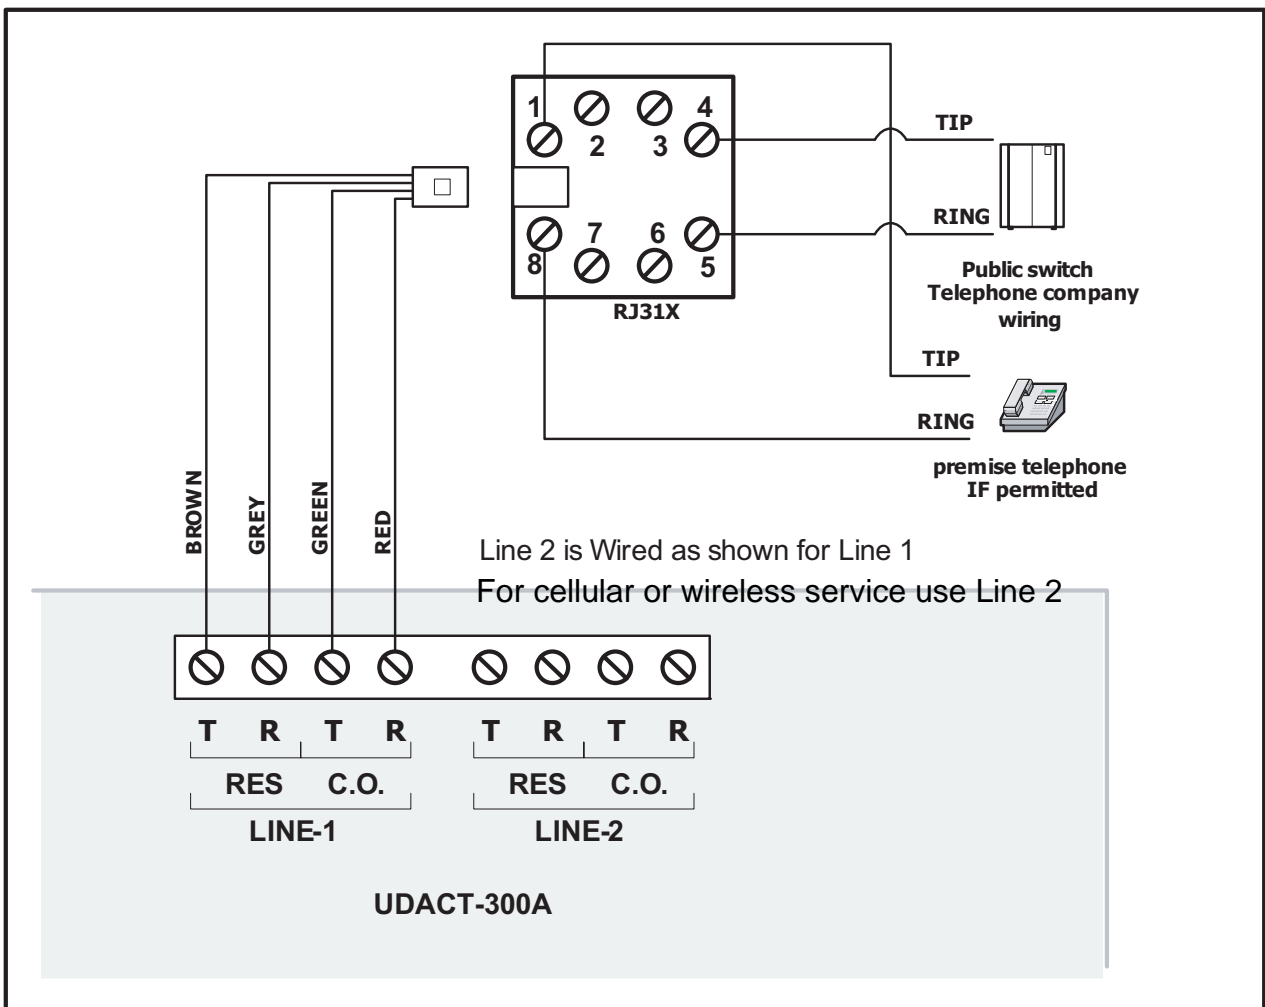 1
2
3
4
TIP
RING
8
7
6
5
RJ31X
Public switch
Telephone company
wiring
TIP
RING
premise telephone
IF permitted
BROWN
GREY
GREEN
RED
Line 2 is Wired as shown for Line 1
For cellular or wireless service use Line 2
T R T R T R T R
RES C.O. RES C.O.
LINE-1 LINE-2
UDACT-300A